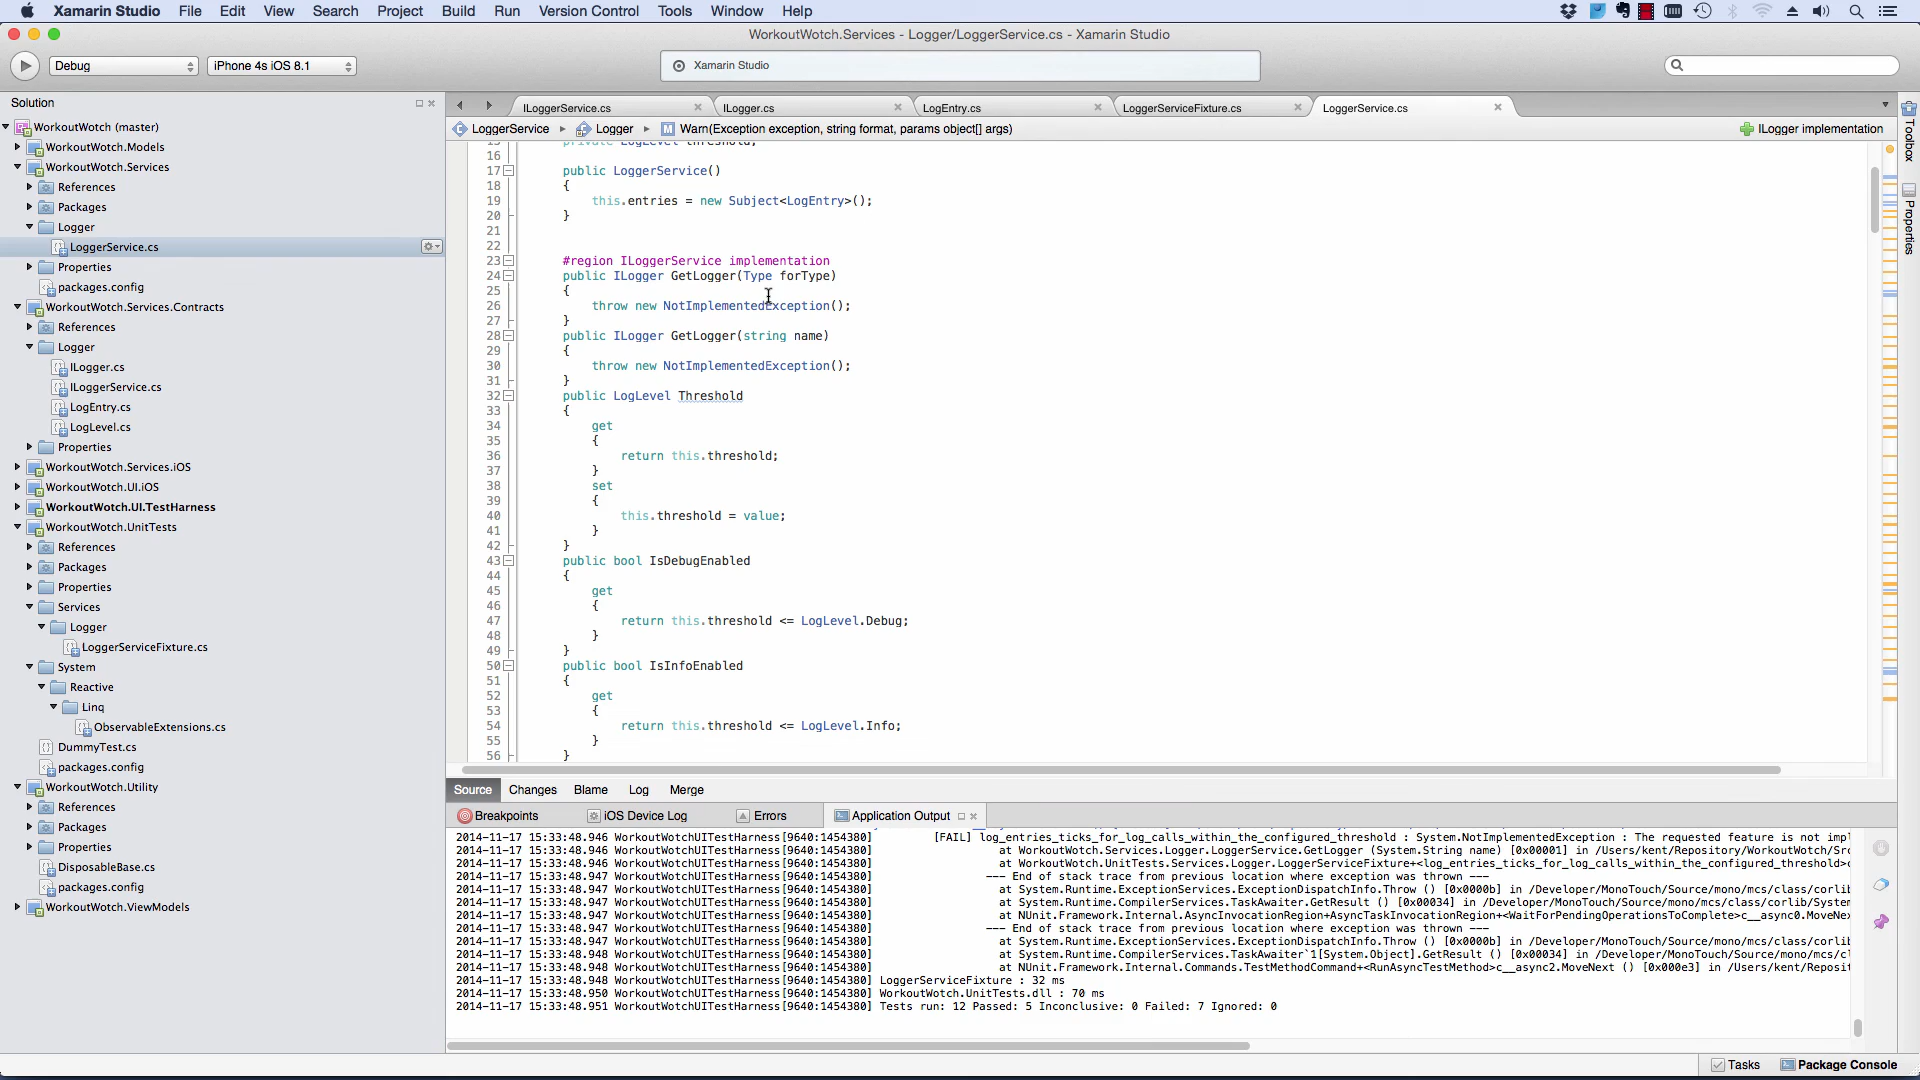 Xamarin Studio File Edit View Search Project Build Run Version Control Tools Window Help
WorkoutWotch.Services - Logger/LoggerService.cs - Xamarin Studio
Debug iPhone 4s iOS 8.1 Xamarin Studio
Solution
WorkoutWotch (master)
WorkoutWotch.Models
WorkoutWotch.Services
References
Packages
Logger
LoggerService.cs
Properties
packages.config
WorkoutWotch.Services.Contracts
References
Logger
ILogger.cs
ILoggerService.cs
LogEntry.cs
LogLevel.cs
Properties
WorkoutWotch.Services.iOS
WorkoutWotch.UI.iOS
WorkoutWotch.UI.TestHarness
WorkoutWotch.UnitTests
References
Packages
Properties
Services
Logger
LoggerServiceFixture.cs
System
Reactive
Linq
ObservableExtensions.cs
DummyTest.cs
packages.config
WorkoutWotch.Utility
References
Packages
Properties
DisposableBase.cs
packages.config
WorkoutWotch.ViewModels
ILoggerService.cs ILogger.cs LogEntry.cs LoggerServiceFixture.cs LoggerService.cs
LoggerService Logger Warn(Exception exception, string format, params object[] args) ILogger implementation
15 private LogLevel threshold;
16
17 public LoggerService()
18 {
19 this.entries = new Subject<LogEntry>();
20 }
21
22
23 #region ILoggerService implementation
24 public ILogger GetLogger(Type forType)
25 {
26 throw new NotImplementedException();
27 }
28 public ILogger GetLogger(string name)
29 {
30 throw new NotImplementedException();
31 }
32 public LogLevel Threshold
33 {
34 get
35 {
36 return this.threshold;
37 }
38 set
39 {
40 this.threshold = value;
41 }
42 }
43 public bool IsDebugEnabled
44 {
45 get
46 {
47 return this.threshold <= LogLevel.Debug;
48 }
49 }
50 public bool IsInfoEnabled
51 {
52 get
53 {
54 return this.threshold <= LogLevel.Info;
55 }
56 }
Toolbox
Properties
Source Changes Blame Log Merge
Breakpoints iOS Device Log Errors Application Output
2014-11-17 15:33:48.946 WorkoutWotchUITestHarness[9640:1454380] [FAIL] log_entries_ticks_for_log_calls_within_the_configured_threshold : System.NotImplementedException : The requested feature is not impl
2014-11-17 15:33:48.946 WorkoutWotchUITestHarness[9640:1454380] at WorkoutWotch.Services.Logger.LoggerService.GetLogger (System.String name) [0x00001] in /Users/kent/Repository/WorkoutWotch/Src
2014-11-17 15:33:48.946 WorkoutWotchUITestHarness[9640:1454380] at WorkoutWotch.UnitTests.Services.Logger.LoggerServiceFixture+<log_entries_ticks_for_log_calls_within_the_configured_threshold>c
2014-11-17 15:33:48.947 WorkoutWotchUITestHarness[9640:1454380] --- End of stack trace from previous location where exception was thrown ---
2014-11-17 15:33:48.947 WorkoutWotchUITestHarness[9640:1454380] at System.Runtime.ExceptionServices.ExceptionDispatchInfo.Throw () [0x0000b] in /Developer/MonoTouch/Source/mono/mcs/class/corlib
2014-11-17 15:33:48.947 WorkoutWotchUITestHarness[9640:1454380] at System.Runtime.CompilerServices.TaskAwaiter.GetResult () [0x00034] in /Developer/MonoTouch/Source/mono/mcs/class/corlib/System
2014-11-17 15:33:48.947 WorkoutWotchUITestHarness[9640:1454380] at NUnit.Framework.Internal.AsyncInvocationRegion+AsyncTaskInvocationRegion+<WaitForPendingOperationsToComplete>c__async0.MoveNex
2014-11-17 15:33:48.947 WorkoutWotchUITestHarness[9640:1454380] --- End of stack trace from previous location where exception was thrown ---
2014-11-17 15:33:48.947 WorkoutWotchUITestHarness[9640:1454380] at System.Runtime.ExceptionServices.ExceptionDispatchInfo.Throw () [0x0000b] in /Developer/MonoTouch/Source/mono/mcs/class/corlib
2014-11-17 15:33:48.948 WorkoutWotchUITestHarness[9640:1454380] at System.Runtime.CompilerServices.TaskAwaiter`1[System.Object].GetResult () [0x00034] in /Developer/MonoTouch/Source/mono/mcs/cl
2014-11-17 15:33:48.948 WorkoutWotchUITestHarness[9640:1454380] at NUnit.Framework.Internal.Commands.TestMethodCommand+<RunAsyncTestMethod>c__async2.MoveNext () [0x000e3] in /Users/kent/Reposit
2014-11-17 15:33:48.948 WorkoutWotchUITestHarness[9640:1454380] LoggerServiceFixture : 32 ms
2014-11-17 15:33:48.950 WorkoutWotchUITestHarness[9640:1454380] WorkoutWotch.UnitTests.dll : 70 ms
2014-11-17 15:33:48.951 WorkoutWotchUITestHarness[9640:1454380] Tests run: 12 Passed: 5 Inconclusive: 0 Failed: 7 Ignored: 0
Tasks Package Console